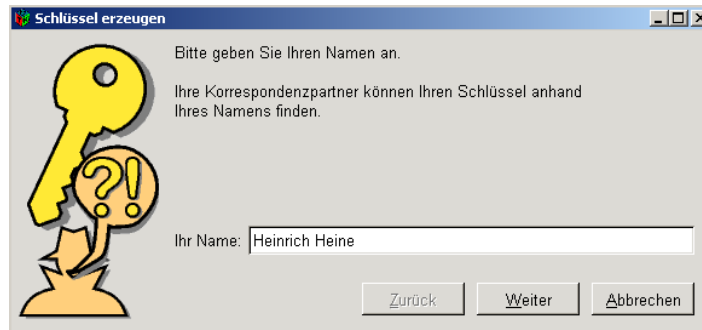 Schlüssel erzeugen
Bitte geben Sie Ihren Namen an.
Ihre Korrespondenzpartner können Ihren Schlüssel anhand
Ihres Namens finden.
?!
Ihr Name: Heinrich Heine
Zurück Weiter Abbrechen